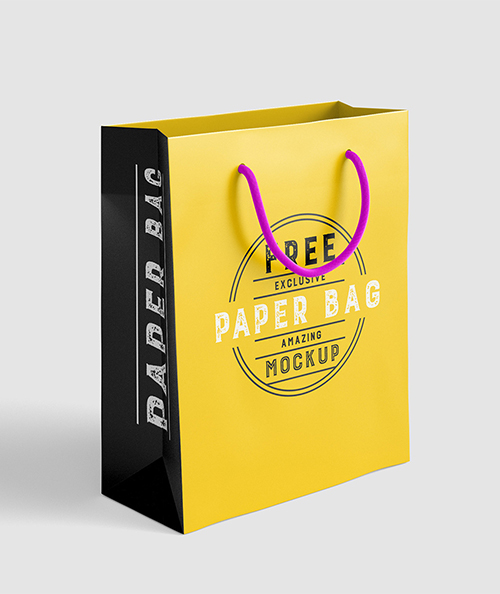 FREE
EXCLUSIVE
PAPER BAG
AMAZING
MOCKUP
PAPER BAG